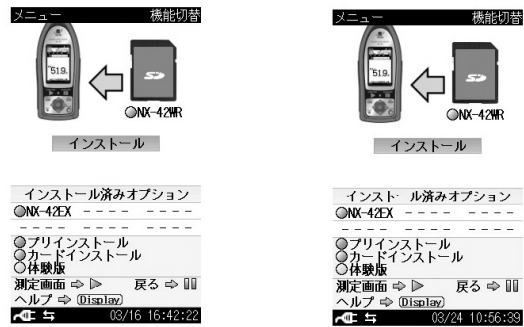 メニュー 機能切替
519.
SD
NX-42WR
インストール
インストール済みオプション
NX-42EX ---- ----
---- ---- ----
プリインストール
カードインストール
体験版
測定画面 ⇨ ▷ 戻る ⇨ ▯▯
ヘルプ ⇨ Display
03/16 16:42:22
メニュー 機能切替
519.
SD
NX-42WR
インストール
インスト- ル済みオプション
NX-42EX ---- ----
---- ---- ----
プリインストール
カードインストール
体験版
測定画面 ⇨ ▷ 戻る ⇨ ▯▯
ヘルプ ⇨ Display
03/24 10:56:39